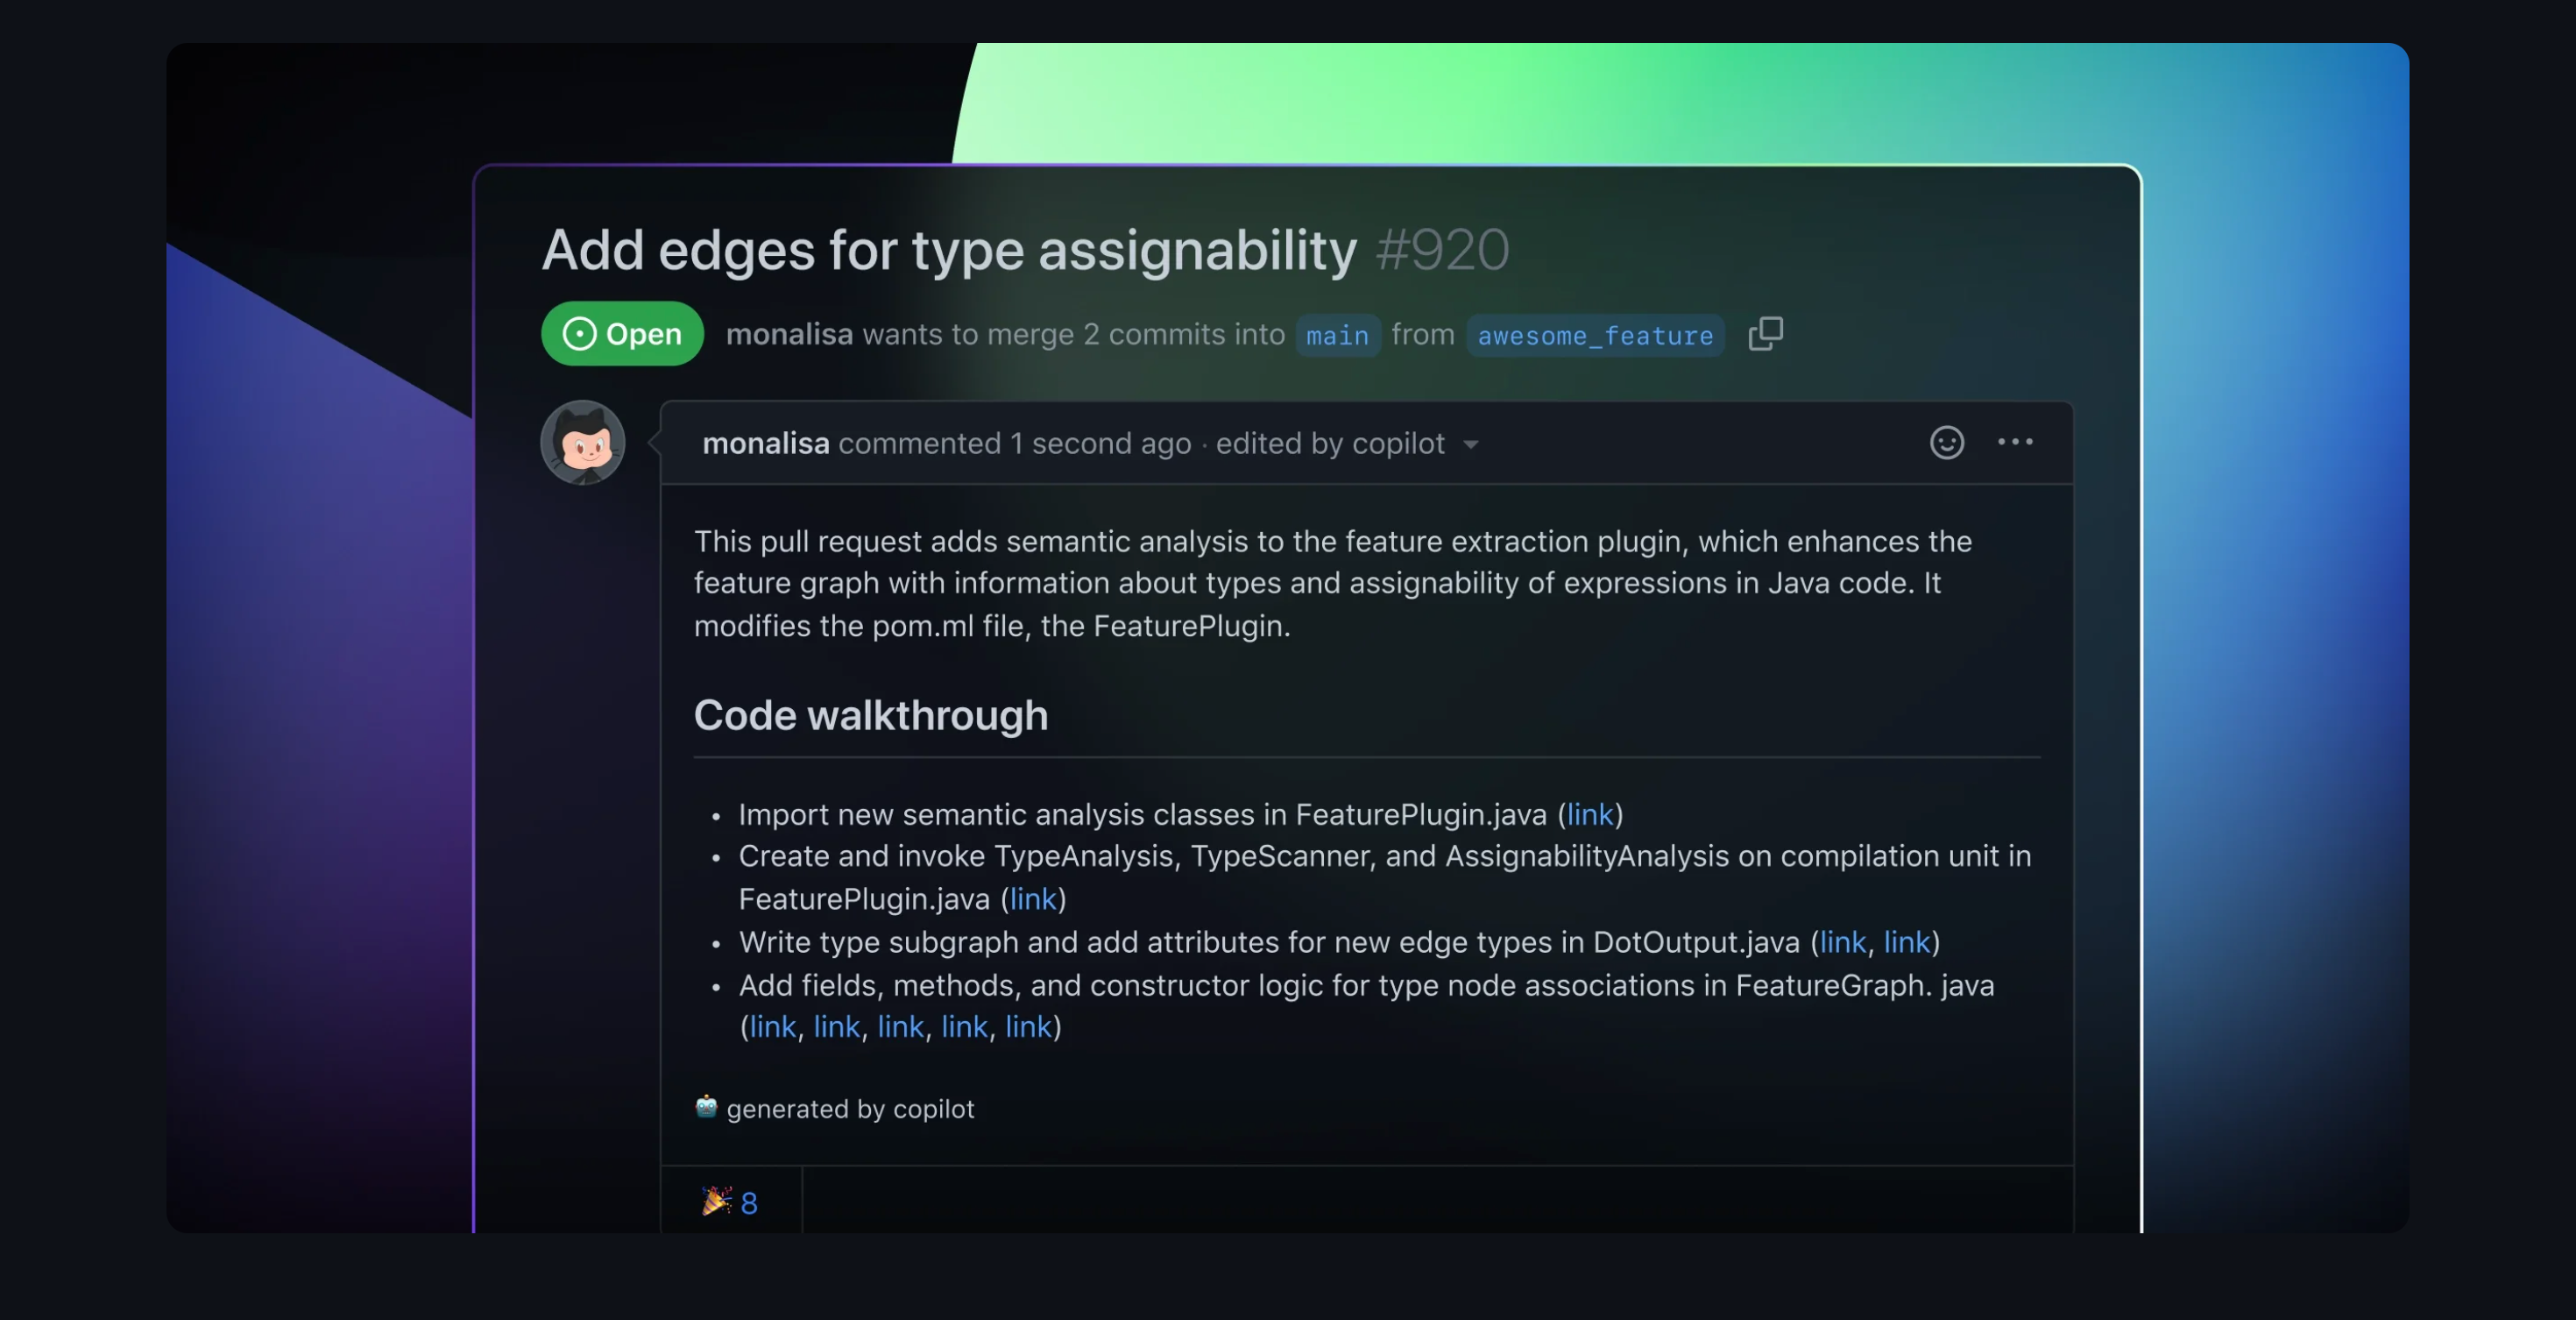 Add edges for type assignability #920
Open monalisa wants to merge 2 commits into main from awesome_feature
monalisa commented 1 second ago · edited by copilot
This pull request adds semantic analysis to the feature extraction plugin, which enhances the
feature graph with information about types and assignability of expressions in Java code. It
modifies the pom.ml file, the FeaturePlugin.
Code walkthrough
• Import new semantic analysis classes in FeaturePlugin.java (link)
• Create and invoke TypeAnalysis, TypeScanner, and AssignabilityAnalysis on compilation unit in
FeaturePlugin.java (link)
• Write type subgraph and add attributes for new edge types in DotOutput.java (link, link)
• Add fields, methods, and constructor logic for type node associations in FeatureGraph. java
(link, link, link, link, link)
🤖 generated by copilot
🎉 8